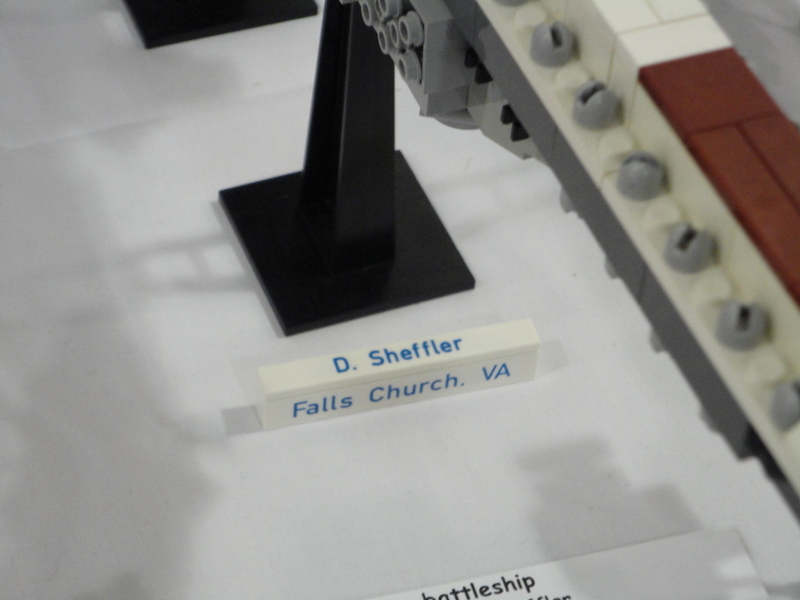 D. Sheffler
Falls Church. VA
battleship